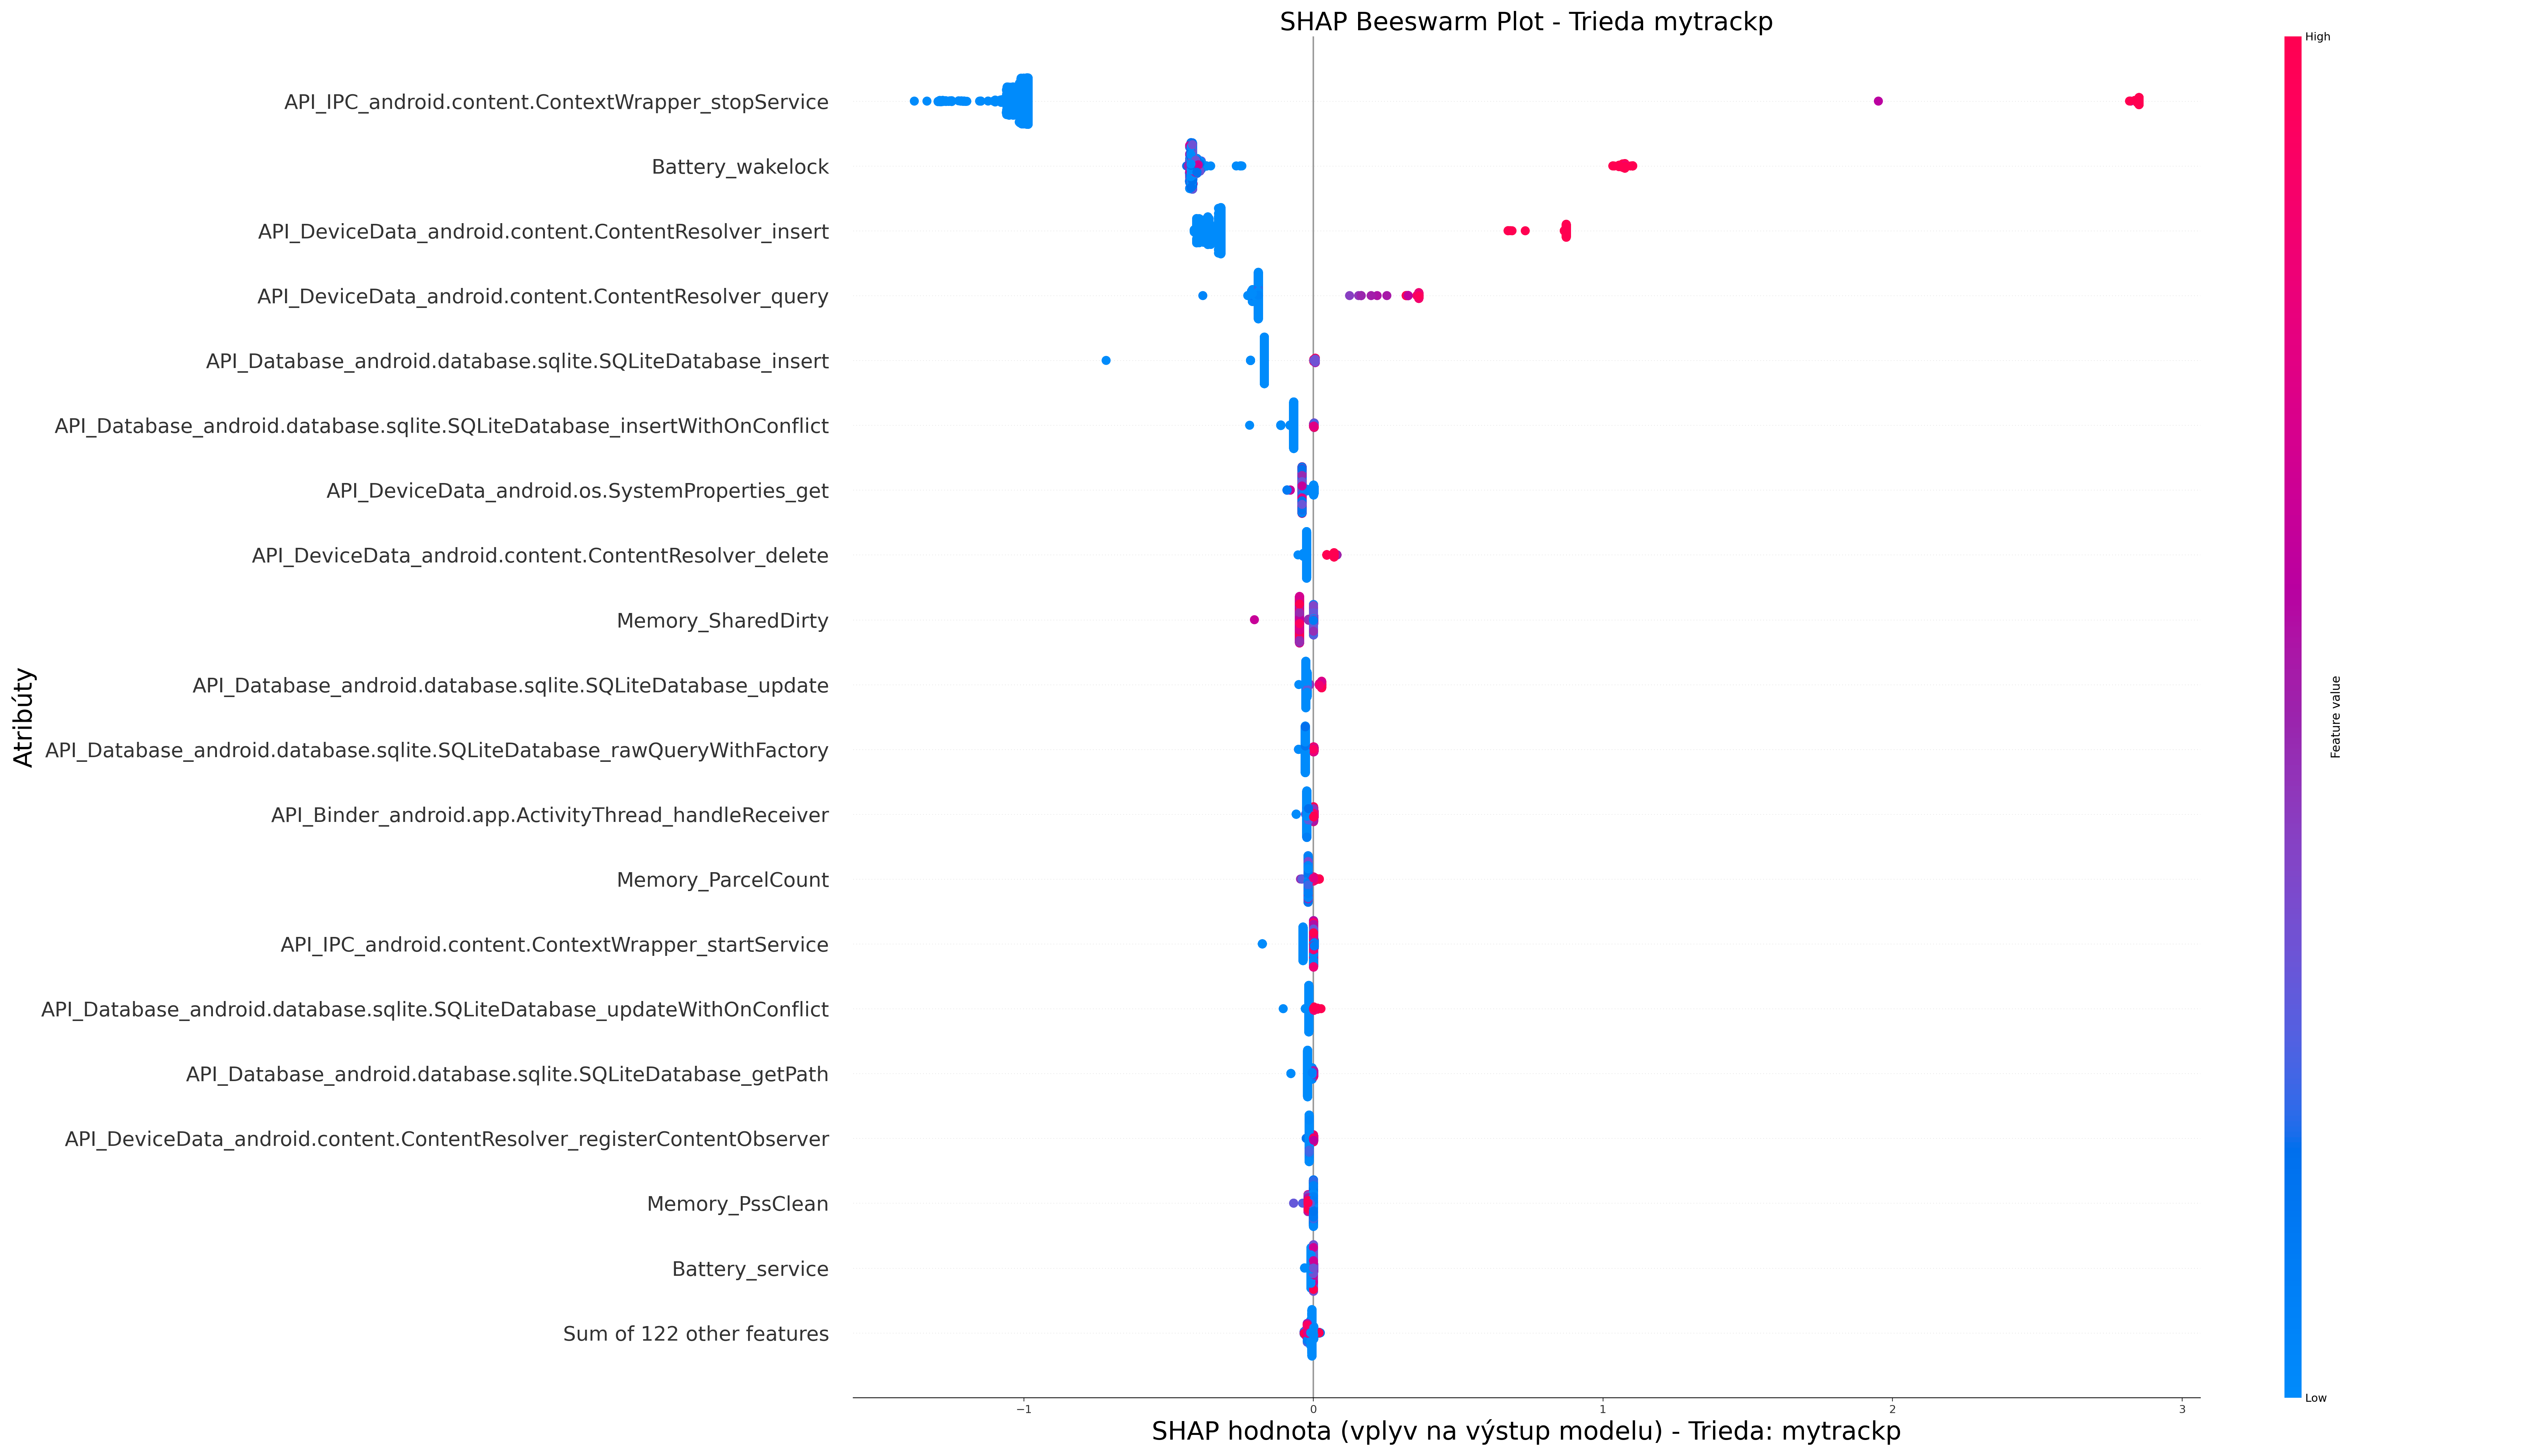 SHAP Beeswarm Plot - Trieda mytrackp
High
API_IPC_android.content.ContextWrapper_stopService
Battery_wakelock
API_DeviceData_android.content.ContentResolver_insert
API_DeviceData_android.content.ContentResolver_query
API_Database_android.database.sqlite.SQLiteDatabase_insert
API_Database_android.database.sqlite.SQLiteDatabase_insertWithOnConflict
API_DeviceData_android.os.SystemProperties_get
API_DeviceData_android.content.ContentResolver_delete
Memory_SharedDirty
API_Database_android.database.sqlite.SQLiteDatabase_update
API_Database_android.database.sqlite.SQLiteDatabase_rawQueryWithFactory
API_Binder_android.app.ActivityThread_handleReceiver
Memory_ParcelCount
API_IPC_android.content.ContextWrapper_startService
API_Database_android.database.sqlite.SQLiteDatabase_updateWithOnConflict
API_Database_android.database.sqlite.SQLiteDatabase_getPath
API_DeviceData_android.content.ContentResolver_registerContentObserver
Memory_PssClean
Battery_service
Sum of 122 other features
Atribúty
Feature value
Low
−1 0 1 2 3
SHAP hodnota (vplyv na výstup modelu) - Trieda: mytrackp